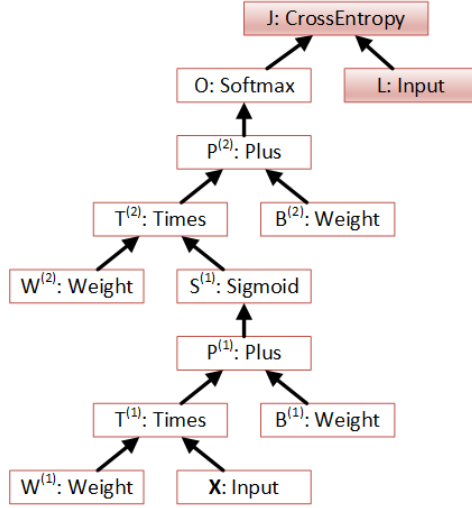 J: CrossEntropy
O: Softmax
L: Input
P(2): Plus
T(2): Times
B(2): Weight
W(2): Weight
S(1): Sigmoid
P(1): Plus
T(1): Times
B(1): Weight
W(1): Weight
X: Input